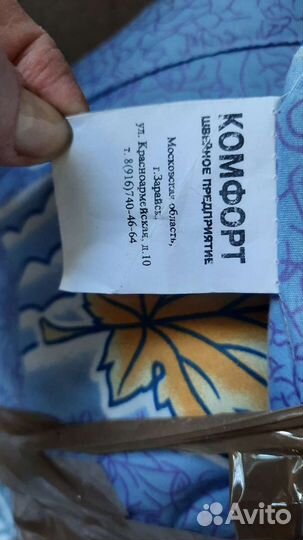 КОМФОРТ
ШВЕЙНОЕ ПРЕДПРИЯТИЕ
Московская область,
г.Зарайск,
ул. Красноармейская, д.10
т. 8(916)740-46-64
Avito